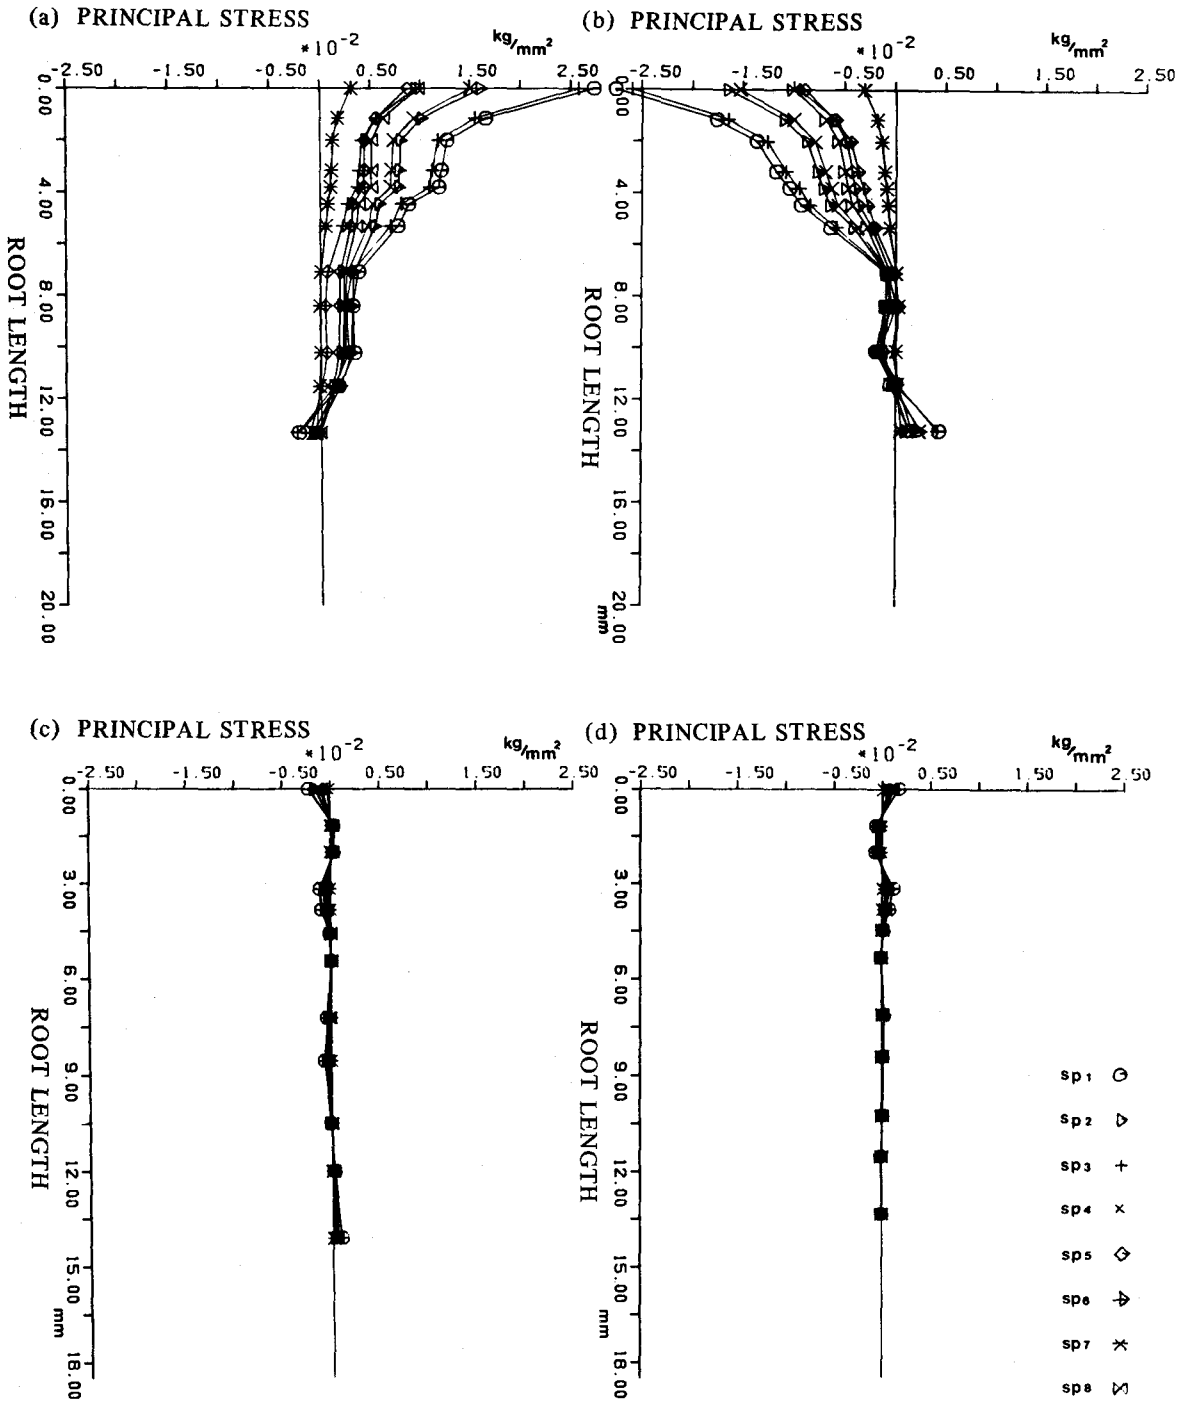 (a) PRINCIPAL STRESS
*10⁻² kg/mm²
-2.50 -1.50 -0.50 0.50 1.50 2.50
0.00
4.00
8.00
12.00
16.00
20.00
ROOT LENGTH
(b) PRINCIPAL STRESS
*10⁻² kg/mm²
-2.50 -1.50 -0.50 0.50 1.50 2.50
0.00
4.00
8.00
12.00
16.00
20.00
mm
ROOT LENGTH
(c) PRINCIPAL STRESS
*10⁻² kg/mm²
-2.50 -1.50 -0.50 0.50 1.50 2.50
0.00
3.00
6.00
9.00
12.00
15.00
18.00
mm
ROOT LENGTH
(d) PRINCIPAL STRESS
*10⁻² kg/mm²
-2.50 -1.50 -0.50 0.50 1.50 2.50
0.00
3.00
6.00
9.00
12.00
15.00
18.00
mm
ROOT LENGTH
sp1
sp2
sp3
sp4
sp5
sp6
sp7
sp8